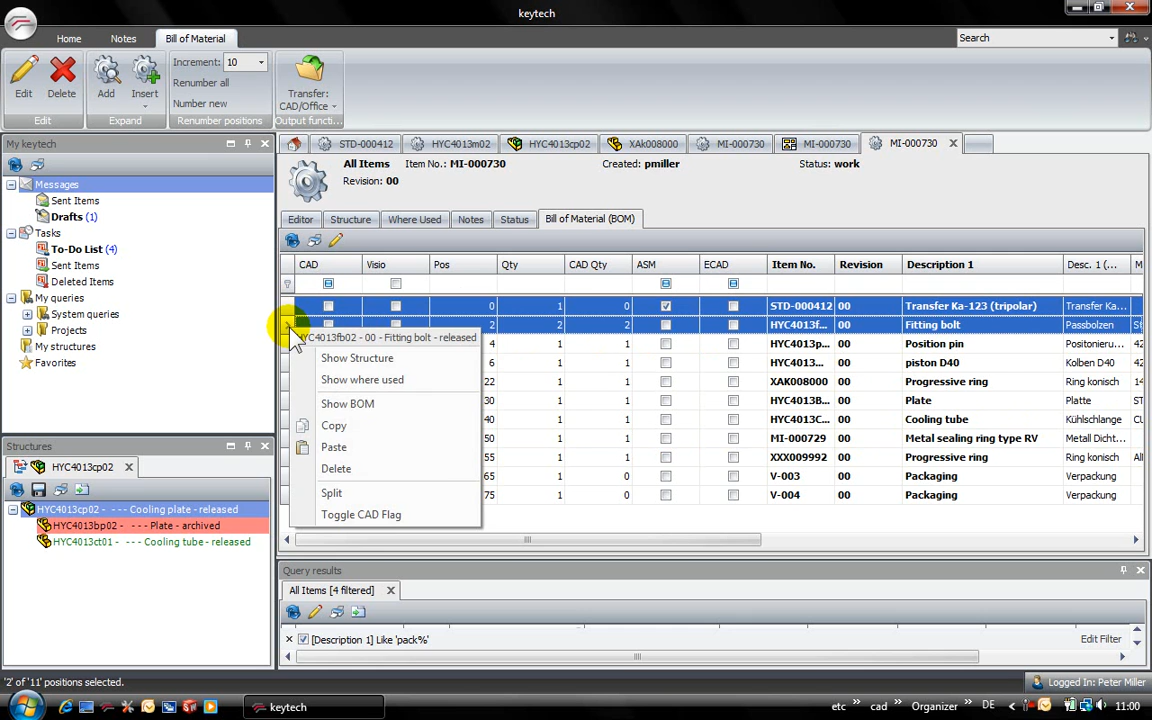 keytech
Home Notes Bill of Material Search
Edit Delete Add Insert Increment: 10 Renumber all Number new Transfer: CAD/Office
Edit Expand Renumber positions Output functi...
My keytech
Messages
Sent Items
Drafts (1)
Tasks
To-Do List (4)
Sent Items
Deleted Items
My queries
System queries
Projects
My structures
Favorites
Structures
HYC4013cp02
HYC4013cp02 - --- Cooling plate - released
HYC4013bp02 - --- Plate - archived
HYC4013ct01 - --- Cooling tube - released
STD-000412 HYC4013m02 HYC4013cp02 XAk008000 MI-000730 MI-000730 MI-000730
All Items Item No.: MI-000730 Created: pmiller Status: work
Revision: 00
Editor Structure Where Used Notes Status Bill of Material (BOM)
CAD Visio Pos Qty CAD Qty ASM ECAD Item No. Revision Description 1 Desc. 1 (... M
0 1 0 STD-000412 00 Transfer Ka-123 (tripolar) Transfer Ka...
2 2 2 HYC4013f... 00 Fitting bolt Passbolzen St
4 1 1 HYC4013p... 00 Position pin Positionieru... 42
6 1 1 HYC4013... 00 piston D40 Kolben D40 42
22 1 1 XAK008000 00 Progressive ring Ring konisch 14
30 1 1 HYC4013B... 00 Plate Platte ST
40 1 1 HYC4013C... 00 Cooling tube Kühlschlange CU
50 1 1 MI-000729 00 Metal sealing ring type RV Metall Dicht...
55 1 1 XXX009992 00 Progressive ring Ring konisch Al
65 1 0 V-003 00 Packaging Verpackung
75 1 0 V-004 00 Packaging Verpackung
HYC4013fb02 - 00 - Fitting bolt - released
Show Structure
Show where used
Show BOM
Copy
Paste
Delete
Split
Toggle CAD Flag
Query results
All Items [4 filtered]
[Description 1] Like 'pack%' Edit Filter
'2' of '11' positions selected. Logged In: Peter Miller
keytech etc » cad » Organizer » DE 11:00